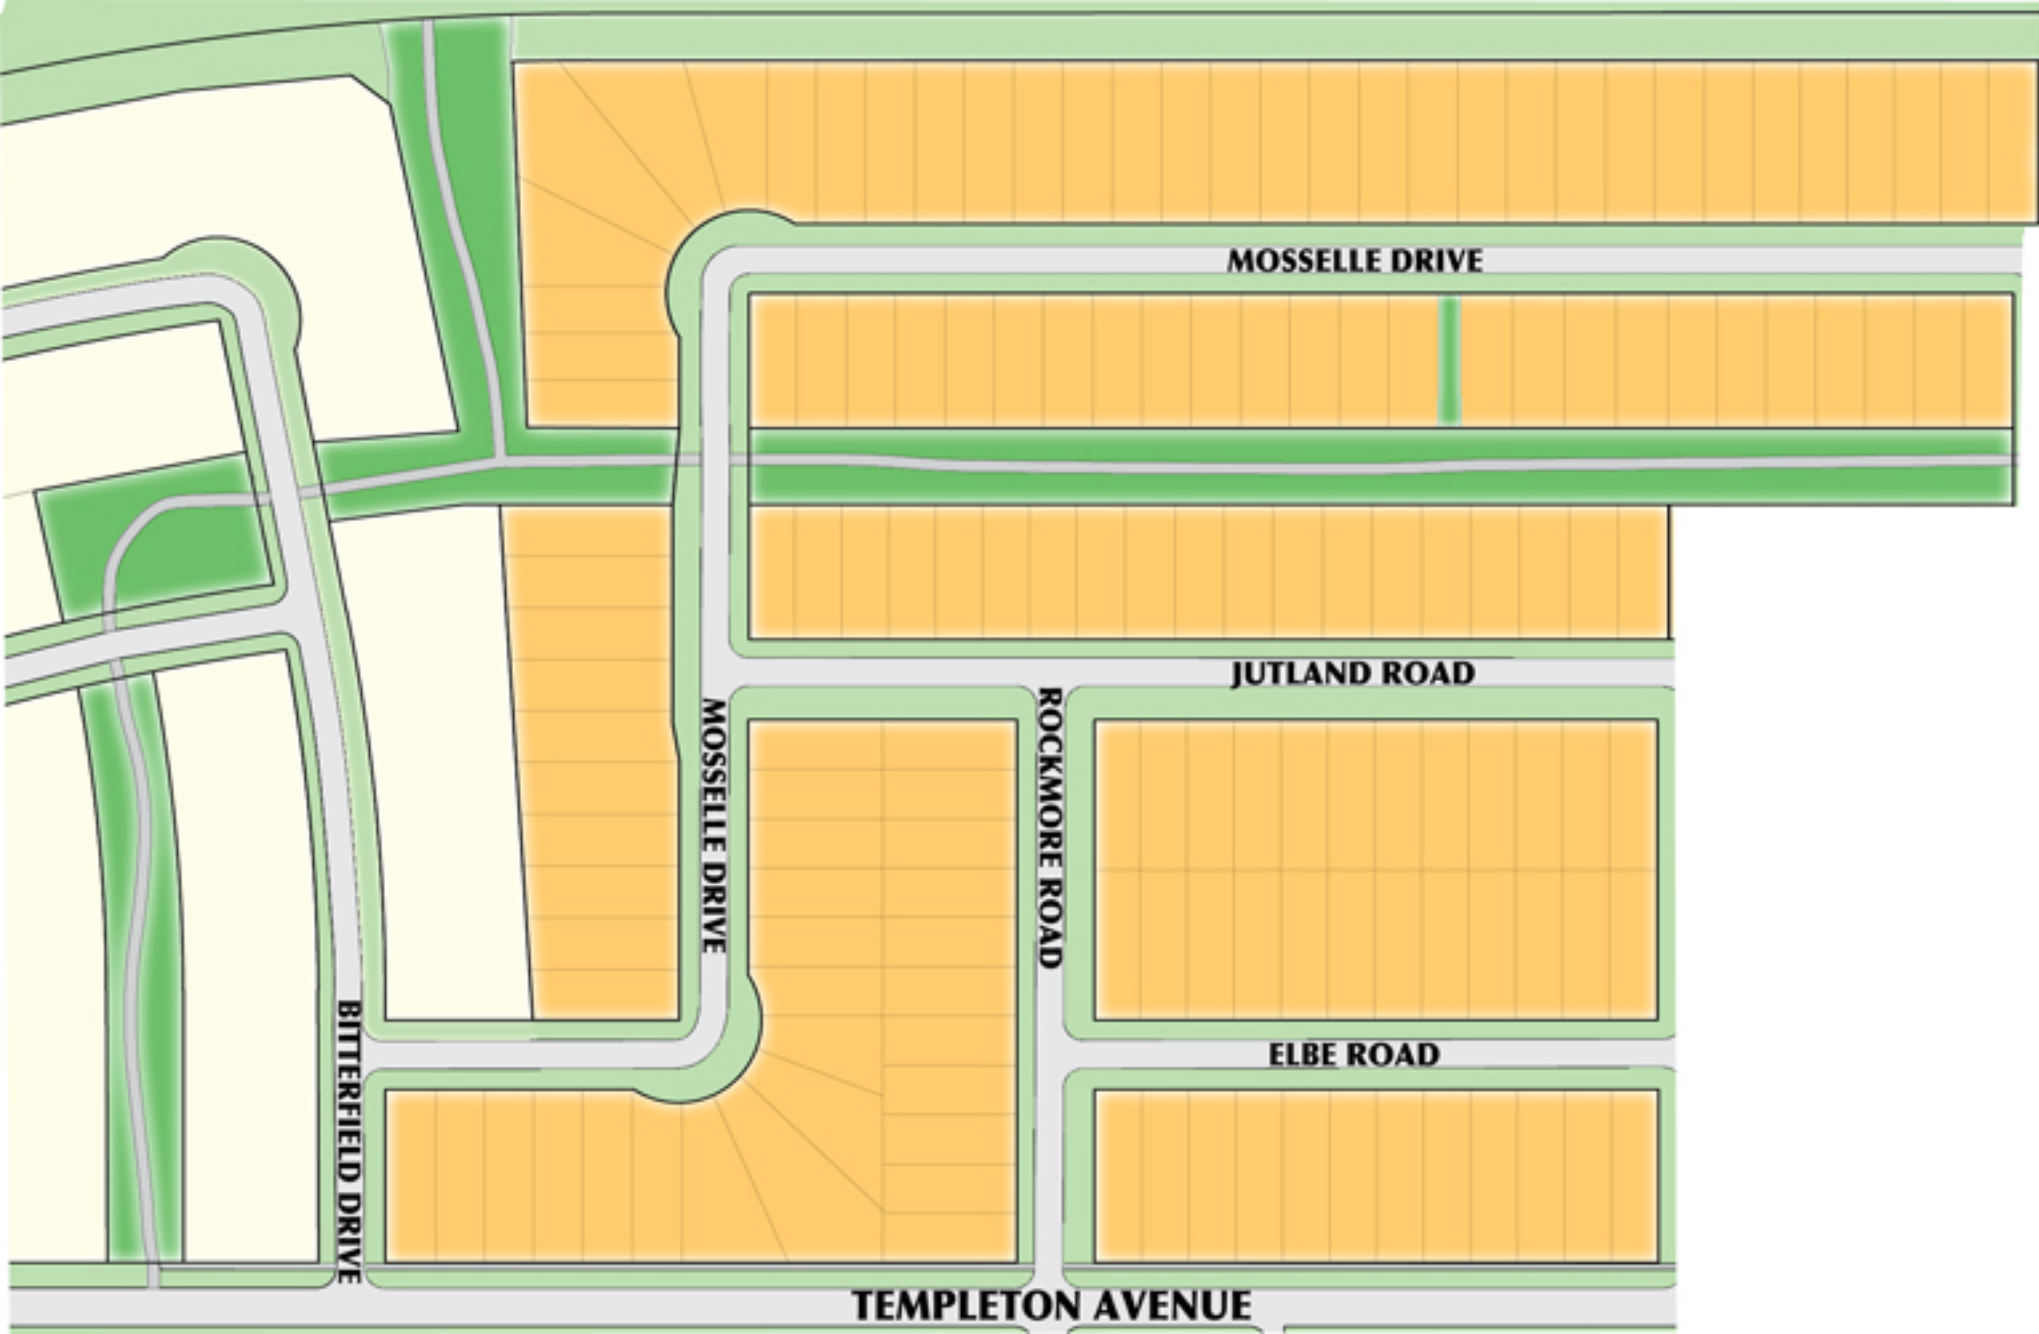 MOSSELLE DRIVE
JUTLAND ROAD
MOSSELLE DRIVE
ROCKMORE ROAD
BITTERFIELD DRIVE
ELBE ROAD
TEMPLETON AVENUE